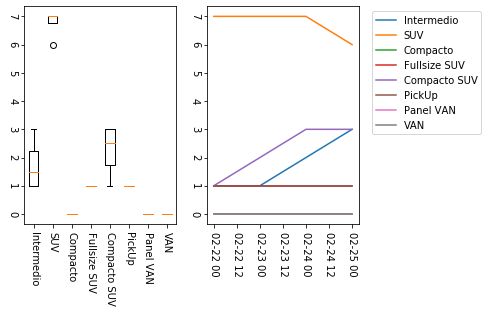 7
6
5
4
3
2
1
0
Intermedio
SUV
Compacto
Fullsize SUV
Compacto SUV
PickUp
Panel VAN
VAN
7
6
5
4
3
2
1
0
02-22 00
02-22 12
02-23 00
02-23 12
02-24 00
02-24 12
02-25 00
Intermedio
SUV
Compacto
Fullsize SUV
Compacto SUV
PickUp
Panel VAN
VAN